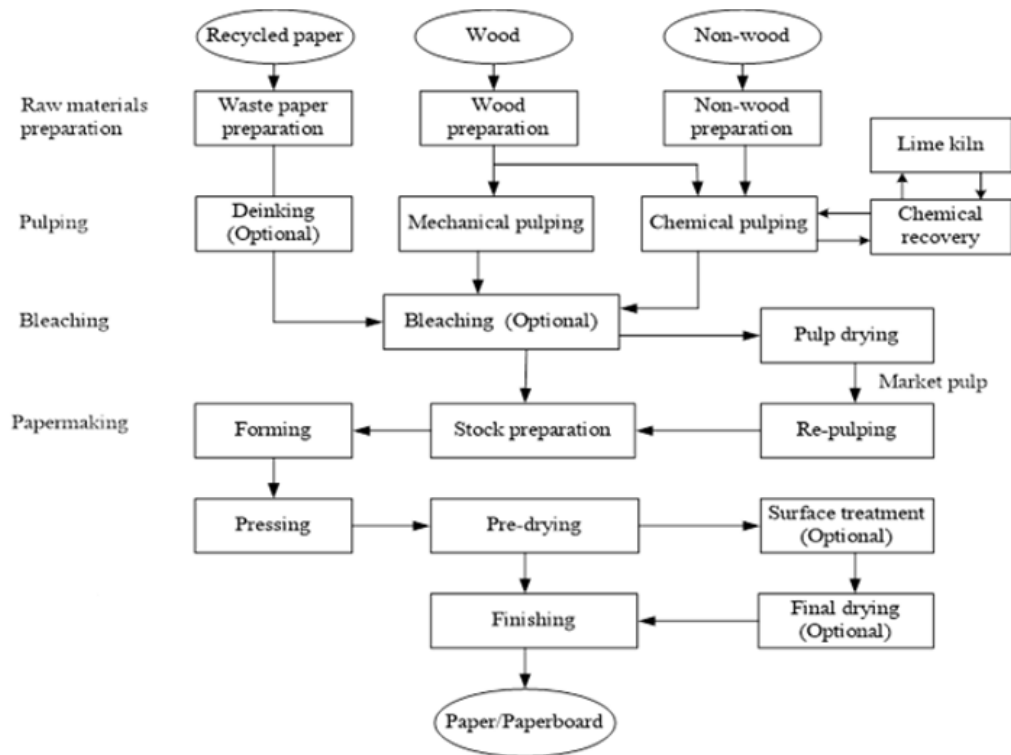 Recycled paper
Wood
Non-wood
Raw materials
preparation
Waste paper
preparation
Wood
preparation
Non-wood
preparation
Lime kiln
Pulping
Deinking
(Optional)
Mechanical pulping
Chemical pulping
Chemical
recovery
Bleaching
Bleaching (Optional)
Pulp drying
Market pulp
Papermaking
Forming
Stock preparation
Re-pulping
Pressing
Pre-drying
Surface treatment
(Optional)
Finishing
Final drying
(Optional)
Paper/Paperboard